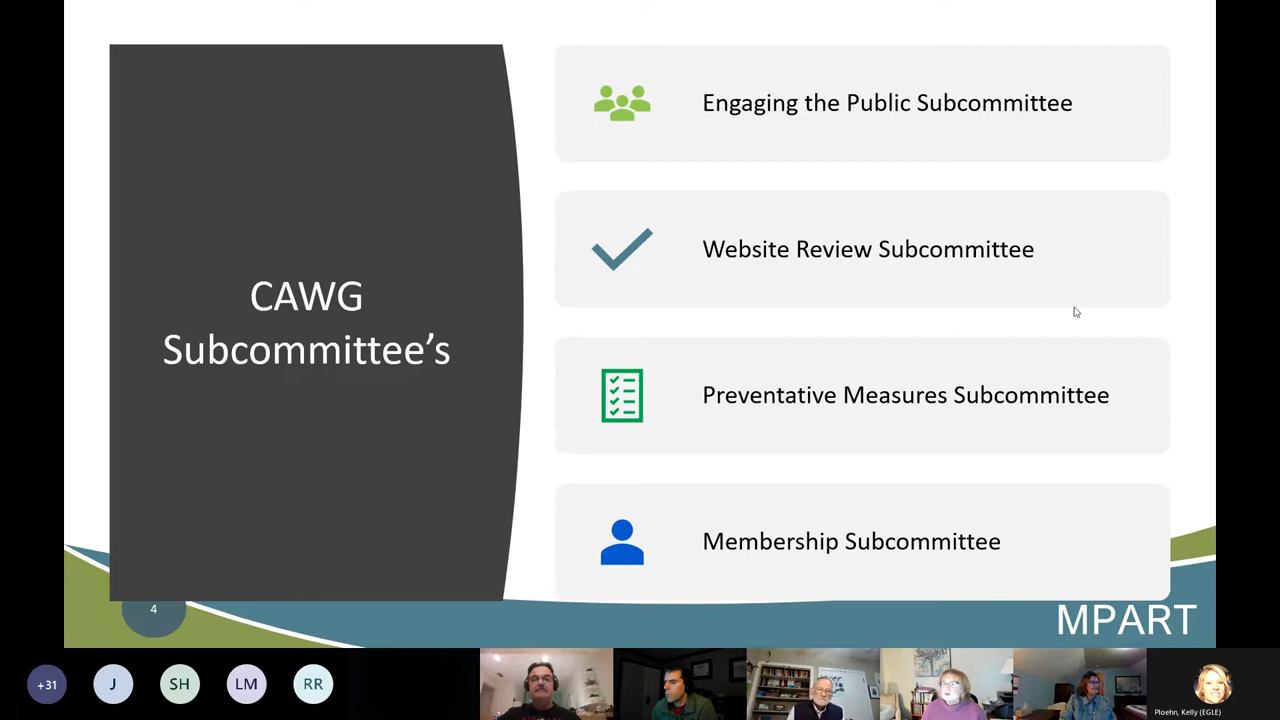 CAWG
Subcommittee's
Engaging the Public Subcommittee
Website Review Subcommittee
Preventative Measures Subcommittee
Membership Subcommittee
4
MPART
+31
J
SH
LM
RR
Ploehn, Kelly (EGLE)